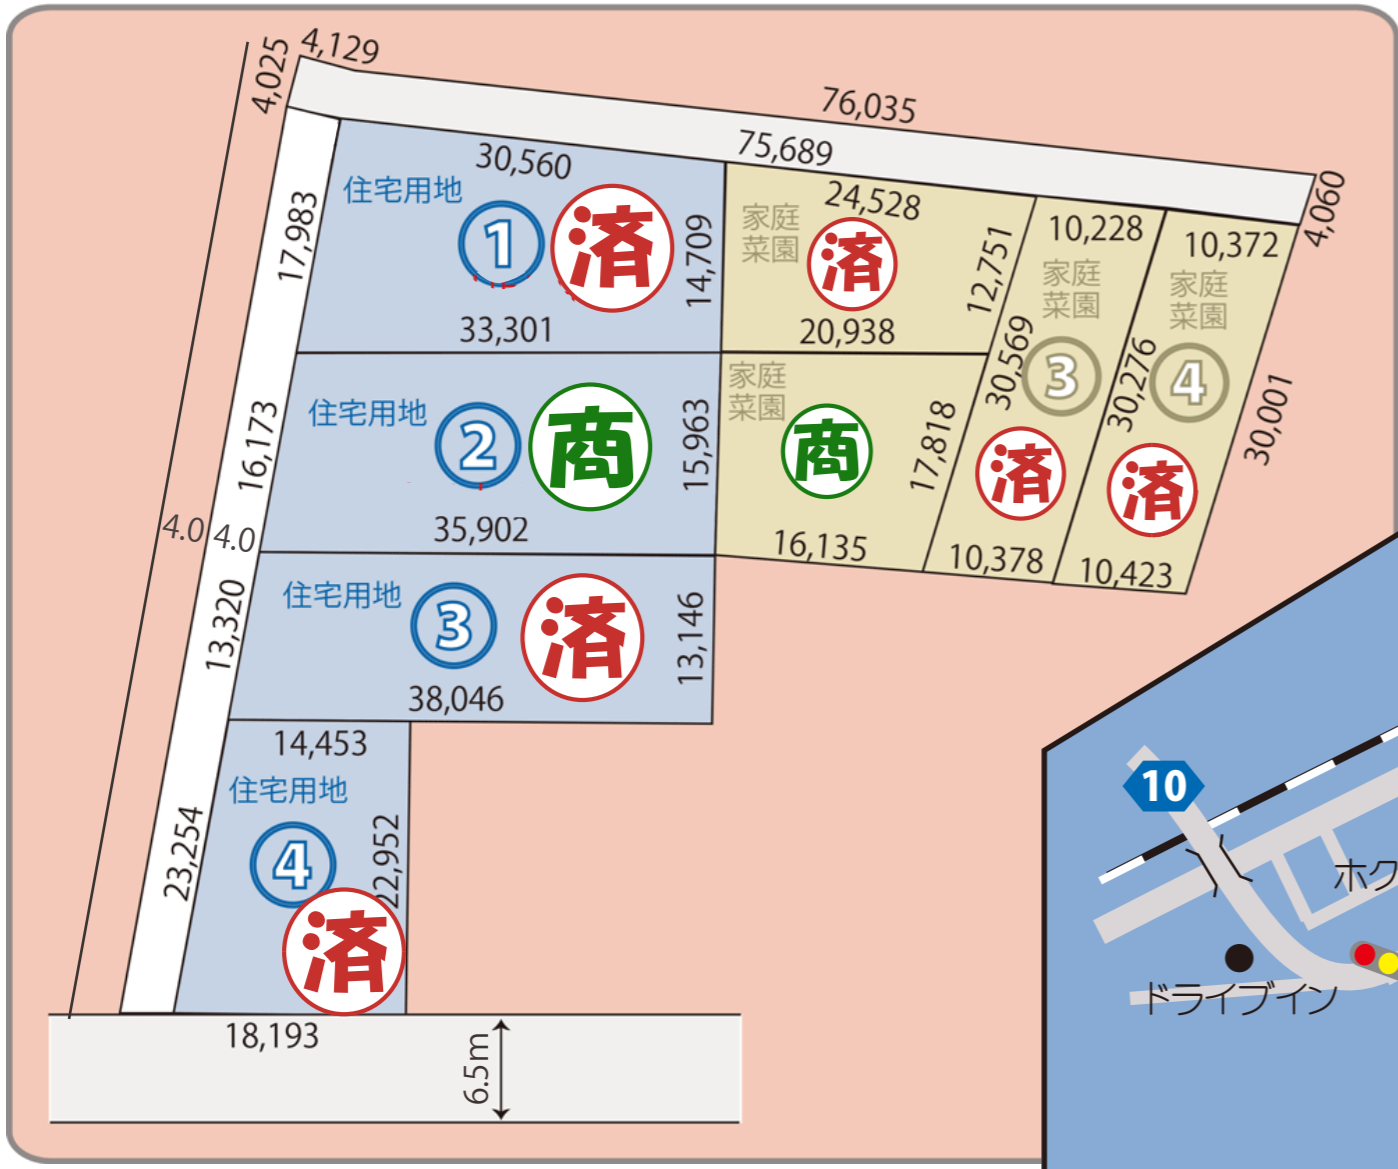 4,025
4,129
76,035
75,689
4,060
17,983
30,560
住宅用地
1
済
14,709
33,301
24,528
家庭
菜園
済
12,751
20,938
10,228
家庭
菜園
30,569
3
済
10,378
10,372
家庭
菜園
30,276
4
済
30,001
10,423
16,173
住宅用地
2
商
15,963
35,902
家庭
菜園
商
17,818
16,135
4.0
4.0
13,320
住宅用地
3
済
13,146
38,046
14,453
住宅用地
4
済
23,254
22,952
18,193
6.5m
10
ホク
ドライブイン